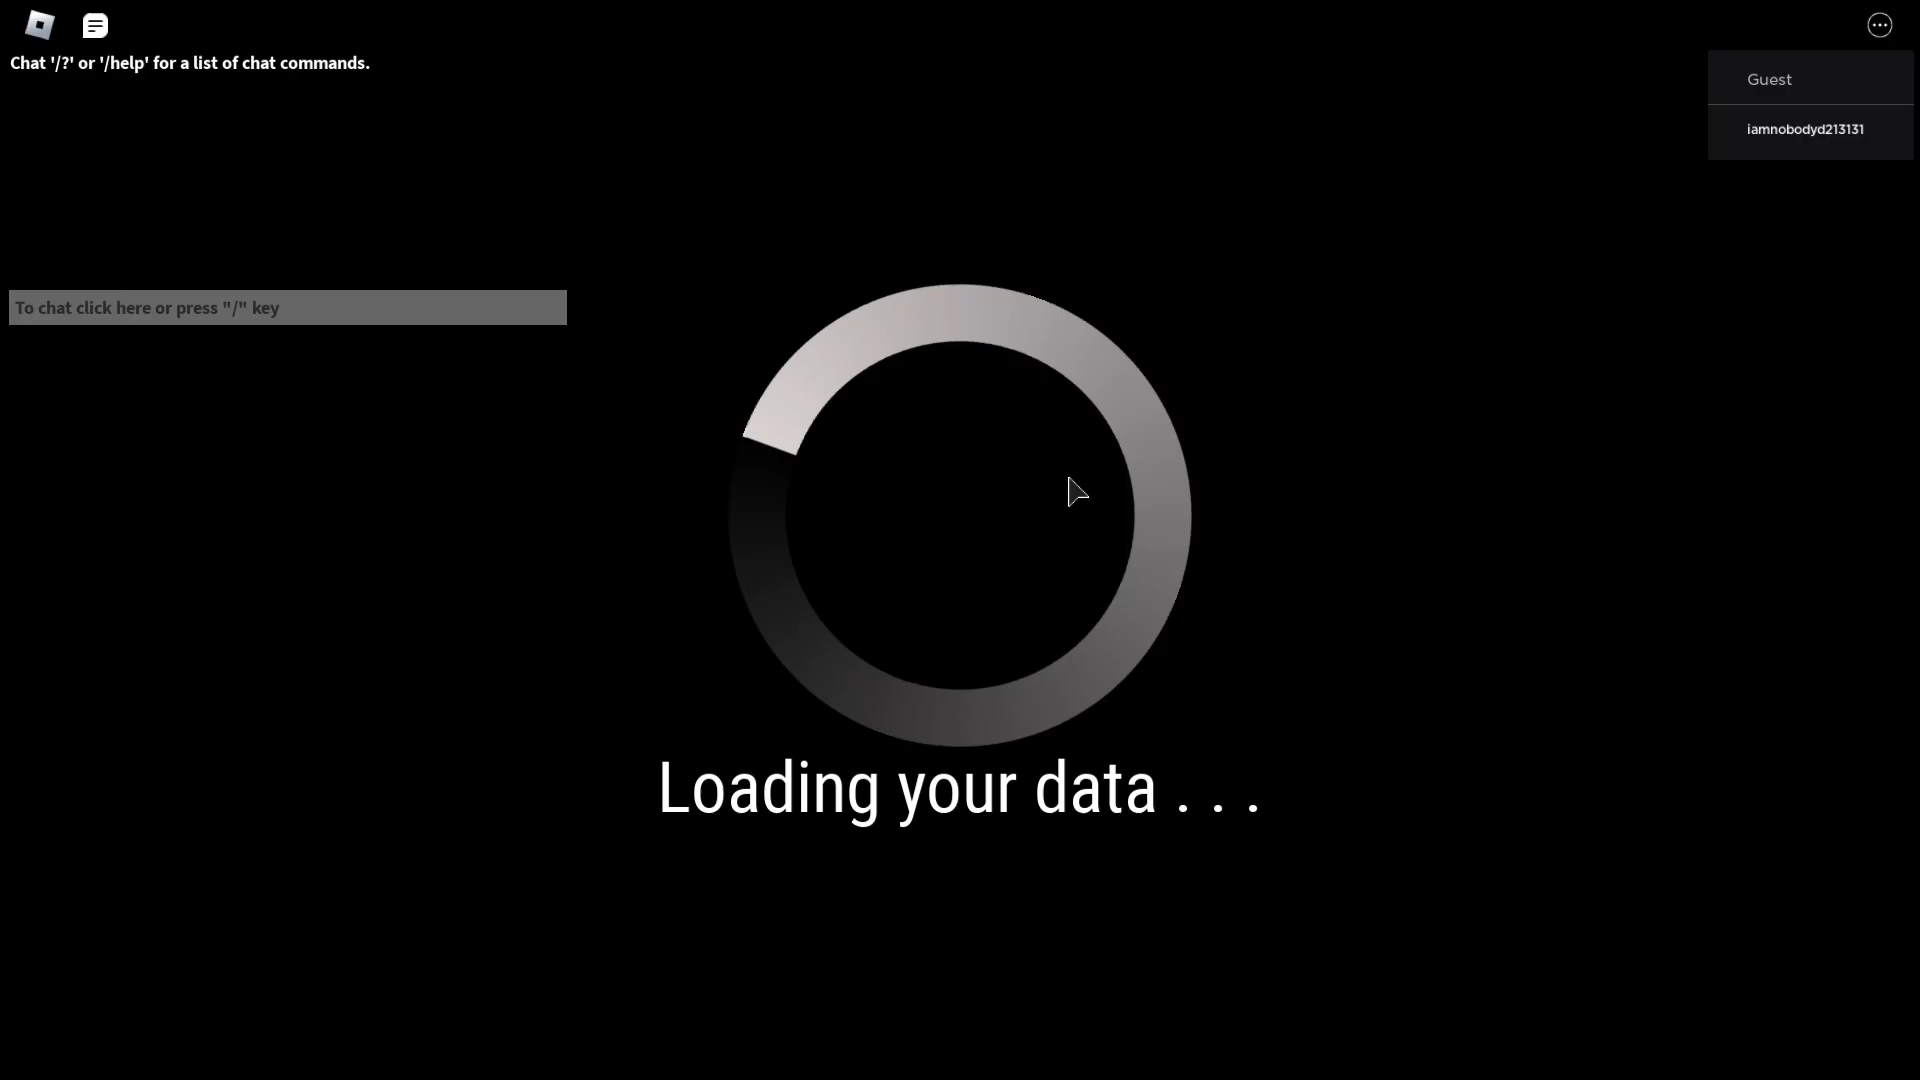 Chat '/?' or '/help' for a list of chat commands.
Guest
iamnobodyd213131
To chat click here or press "/" key
Loading your data . . .